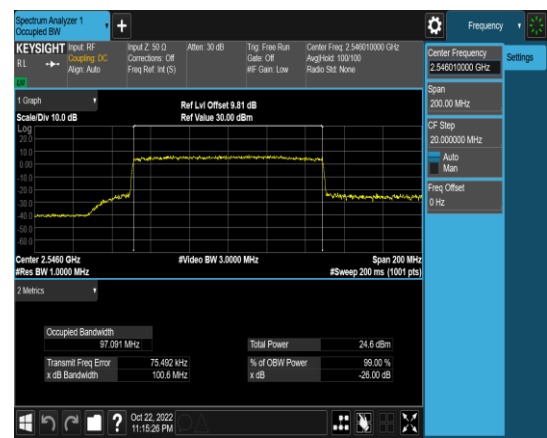 Spectrum Analyzer 1
Occupied BW
Frequency
KEYSIGHT
RL
Input: RF
Coupling: DC
Align: Auto
Input Z: 50 Ω
Corrections: Off
Freq Ref: Int (S)
Atten: 30 dB
Trig: Free Run
Gate: Off
#IF Gain: Low
Center Freq: 2.546010000 GHz
Avg|Hold: 100/100
Radio Std: None
Center Frequency
2.546010000 GHz
Settings
Span
200.00 MHz
CF Step
20.000000 MHz
Auto
Man
Freq Offset
0 Hz
1 Graph
Scale/Div 10.0 dB
Ref Lvl Offset 9.81 dB
Ref Value 30.00 dBm
Log
20.0
10.0
0.00
-10.0
-20.0
-30.0
-40.0
-50.0
-60.0
Center 2.5460 GHz
#Res BW 1.0000 MHz
#Video BW 3.0000 MHz
Span 200 MHz
#Sweep 200 ms (1001 pts)
2 Metrics
Occupied Bandwidth
97.091 MHz
Total Power 24.6 dBm
Transmit Freq Error 75.492 kHz
% of OBW Power 99.00 %
x dB Bandwidth 100.6 MHz
x dB -26.00 dB
Oct 22, 2022
11:15:26 PM